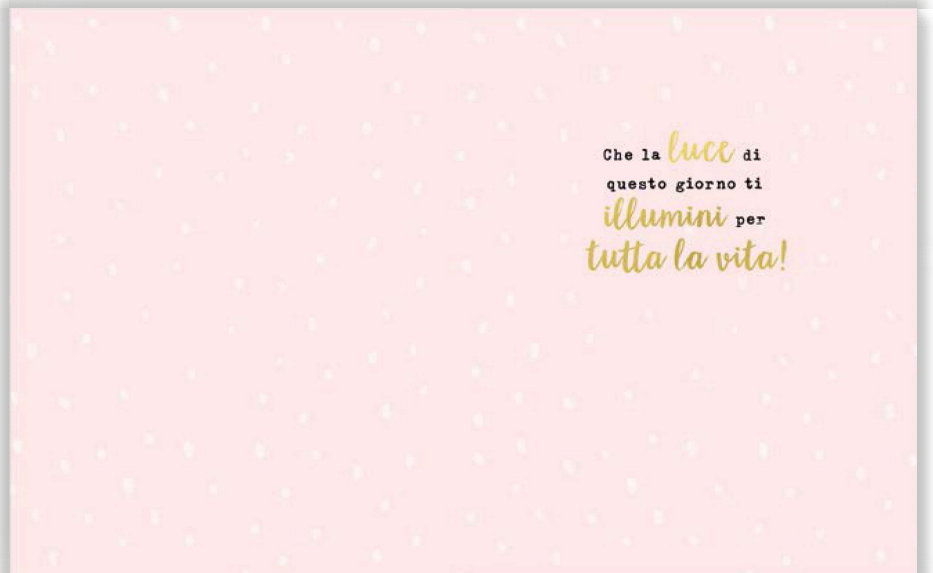 Che la luce di
questo giorno ti
illumini per
tutta la vita!